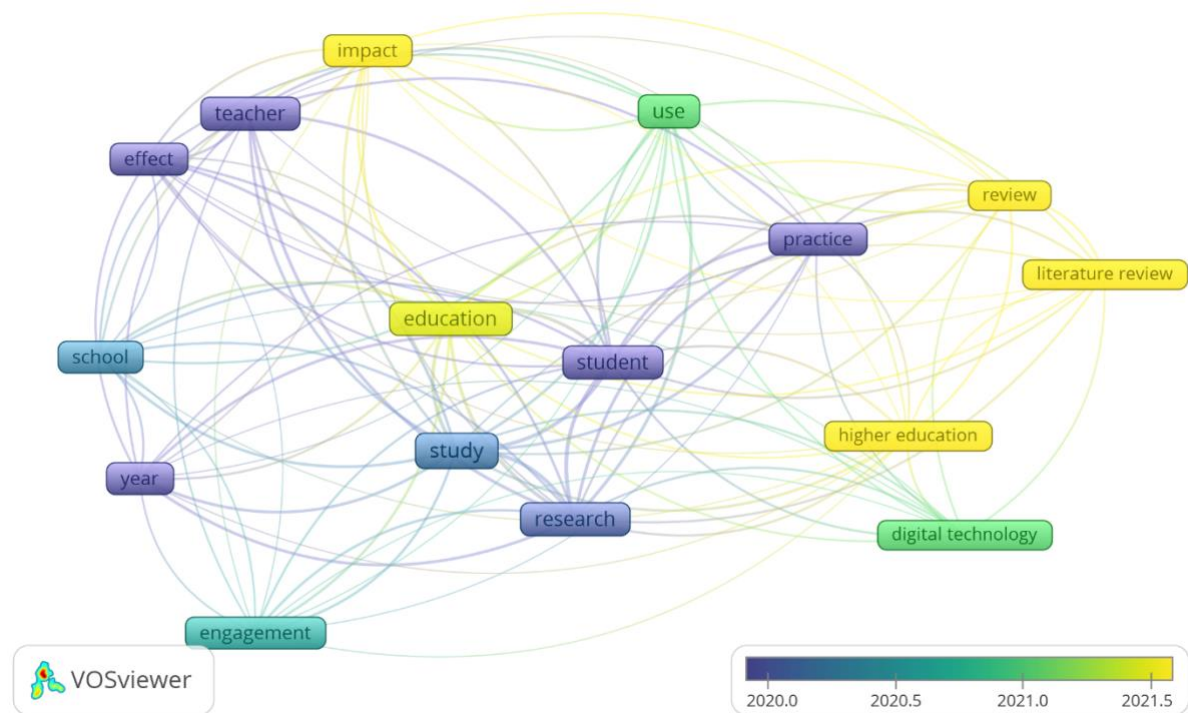 impact
teacher
use
effect
review
practice
literature review
education
school
student
higher education
study
year
research
digital technology
engagement
VOSviewer
2020.0 2020.5 2021.0 2021.5